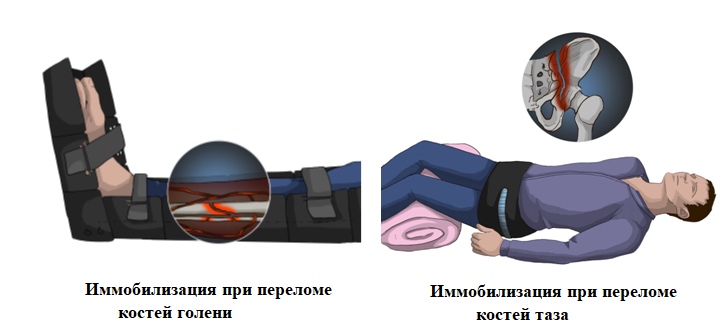 Иммобилизация при переломе
костей голени
Иммобилизация при переломе
костей таза